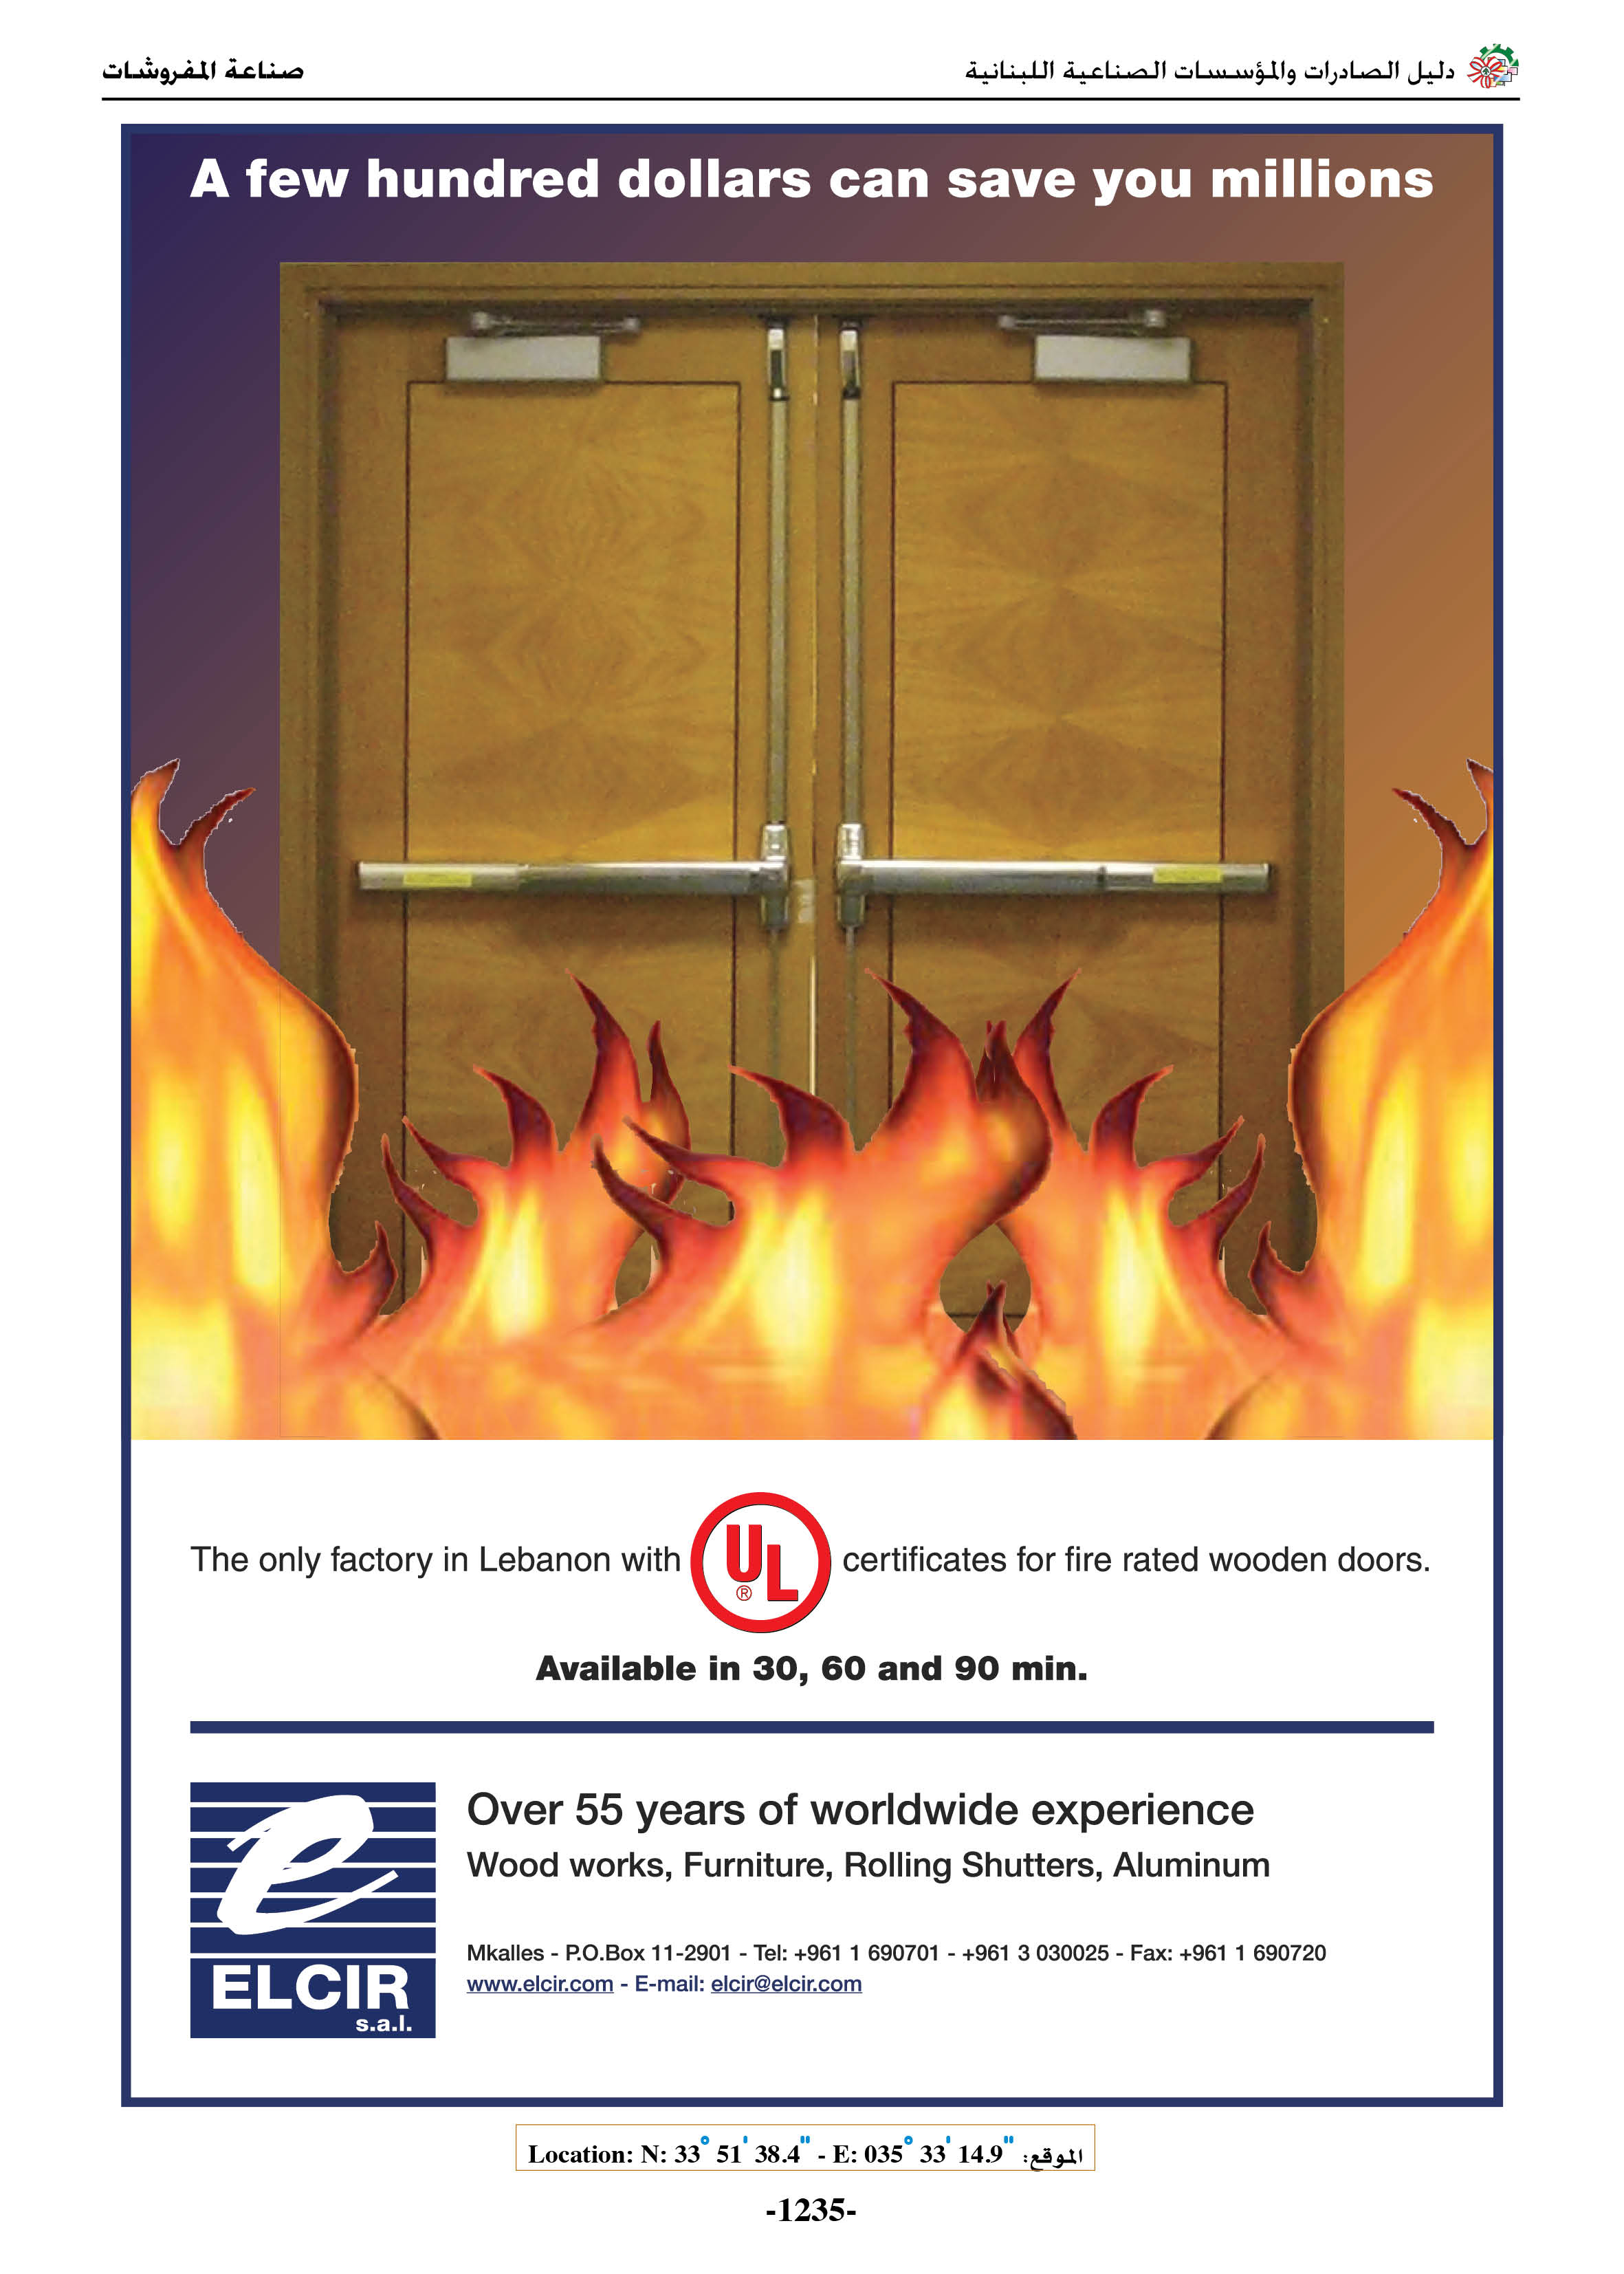 دليل الصادرات والمؤسسات الصناعية اللبنانية
صناعة المفروشات
A few hundred dollars can save you millions
The only factory in Lebanon with UL® certificates for fire rated wooden doors.
Available in 30, 60 and 90 min.
Over 55 years of worldwide experience
Wood works, Furniture, Rolling Shutters, Aluminum
Mkalles - P.O.Box 11-2901 - Tel: +961 1 690701 - +961 3 030025 - Fax: +961 1 690720
www.elcir.com - E-mail: elcir@elcir.com
e
ELCIR
s.a.l.
Location: N: 33° 51' 38.4" - E: 035° 33' 14.9" الموقع:
-1235-